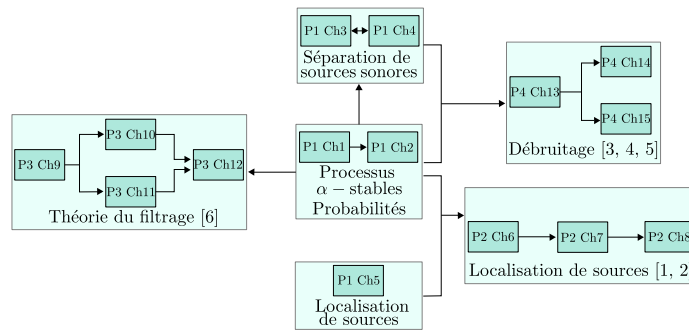 P1 Ch3
P1 Ch4
Séparation de
sources sonores
P4 Ch13
P4 Ch14
P4 Ch15
Débruitage [3, 4, 5]
P3 Ch9
P3 Ch10
P3 Ch11
P3 Ch12
Théorie du filtrage [6]
P1 Ch1
P1 Ch2
Processus
α − stables
Probabilités
P2 Ch6
P2 Ch7
P2 Ch8
Localisation de sources [1, 2
P1 Ch5
Localisation
de sources